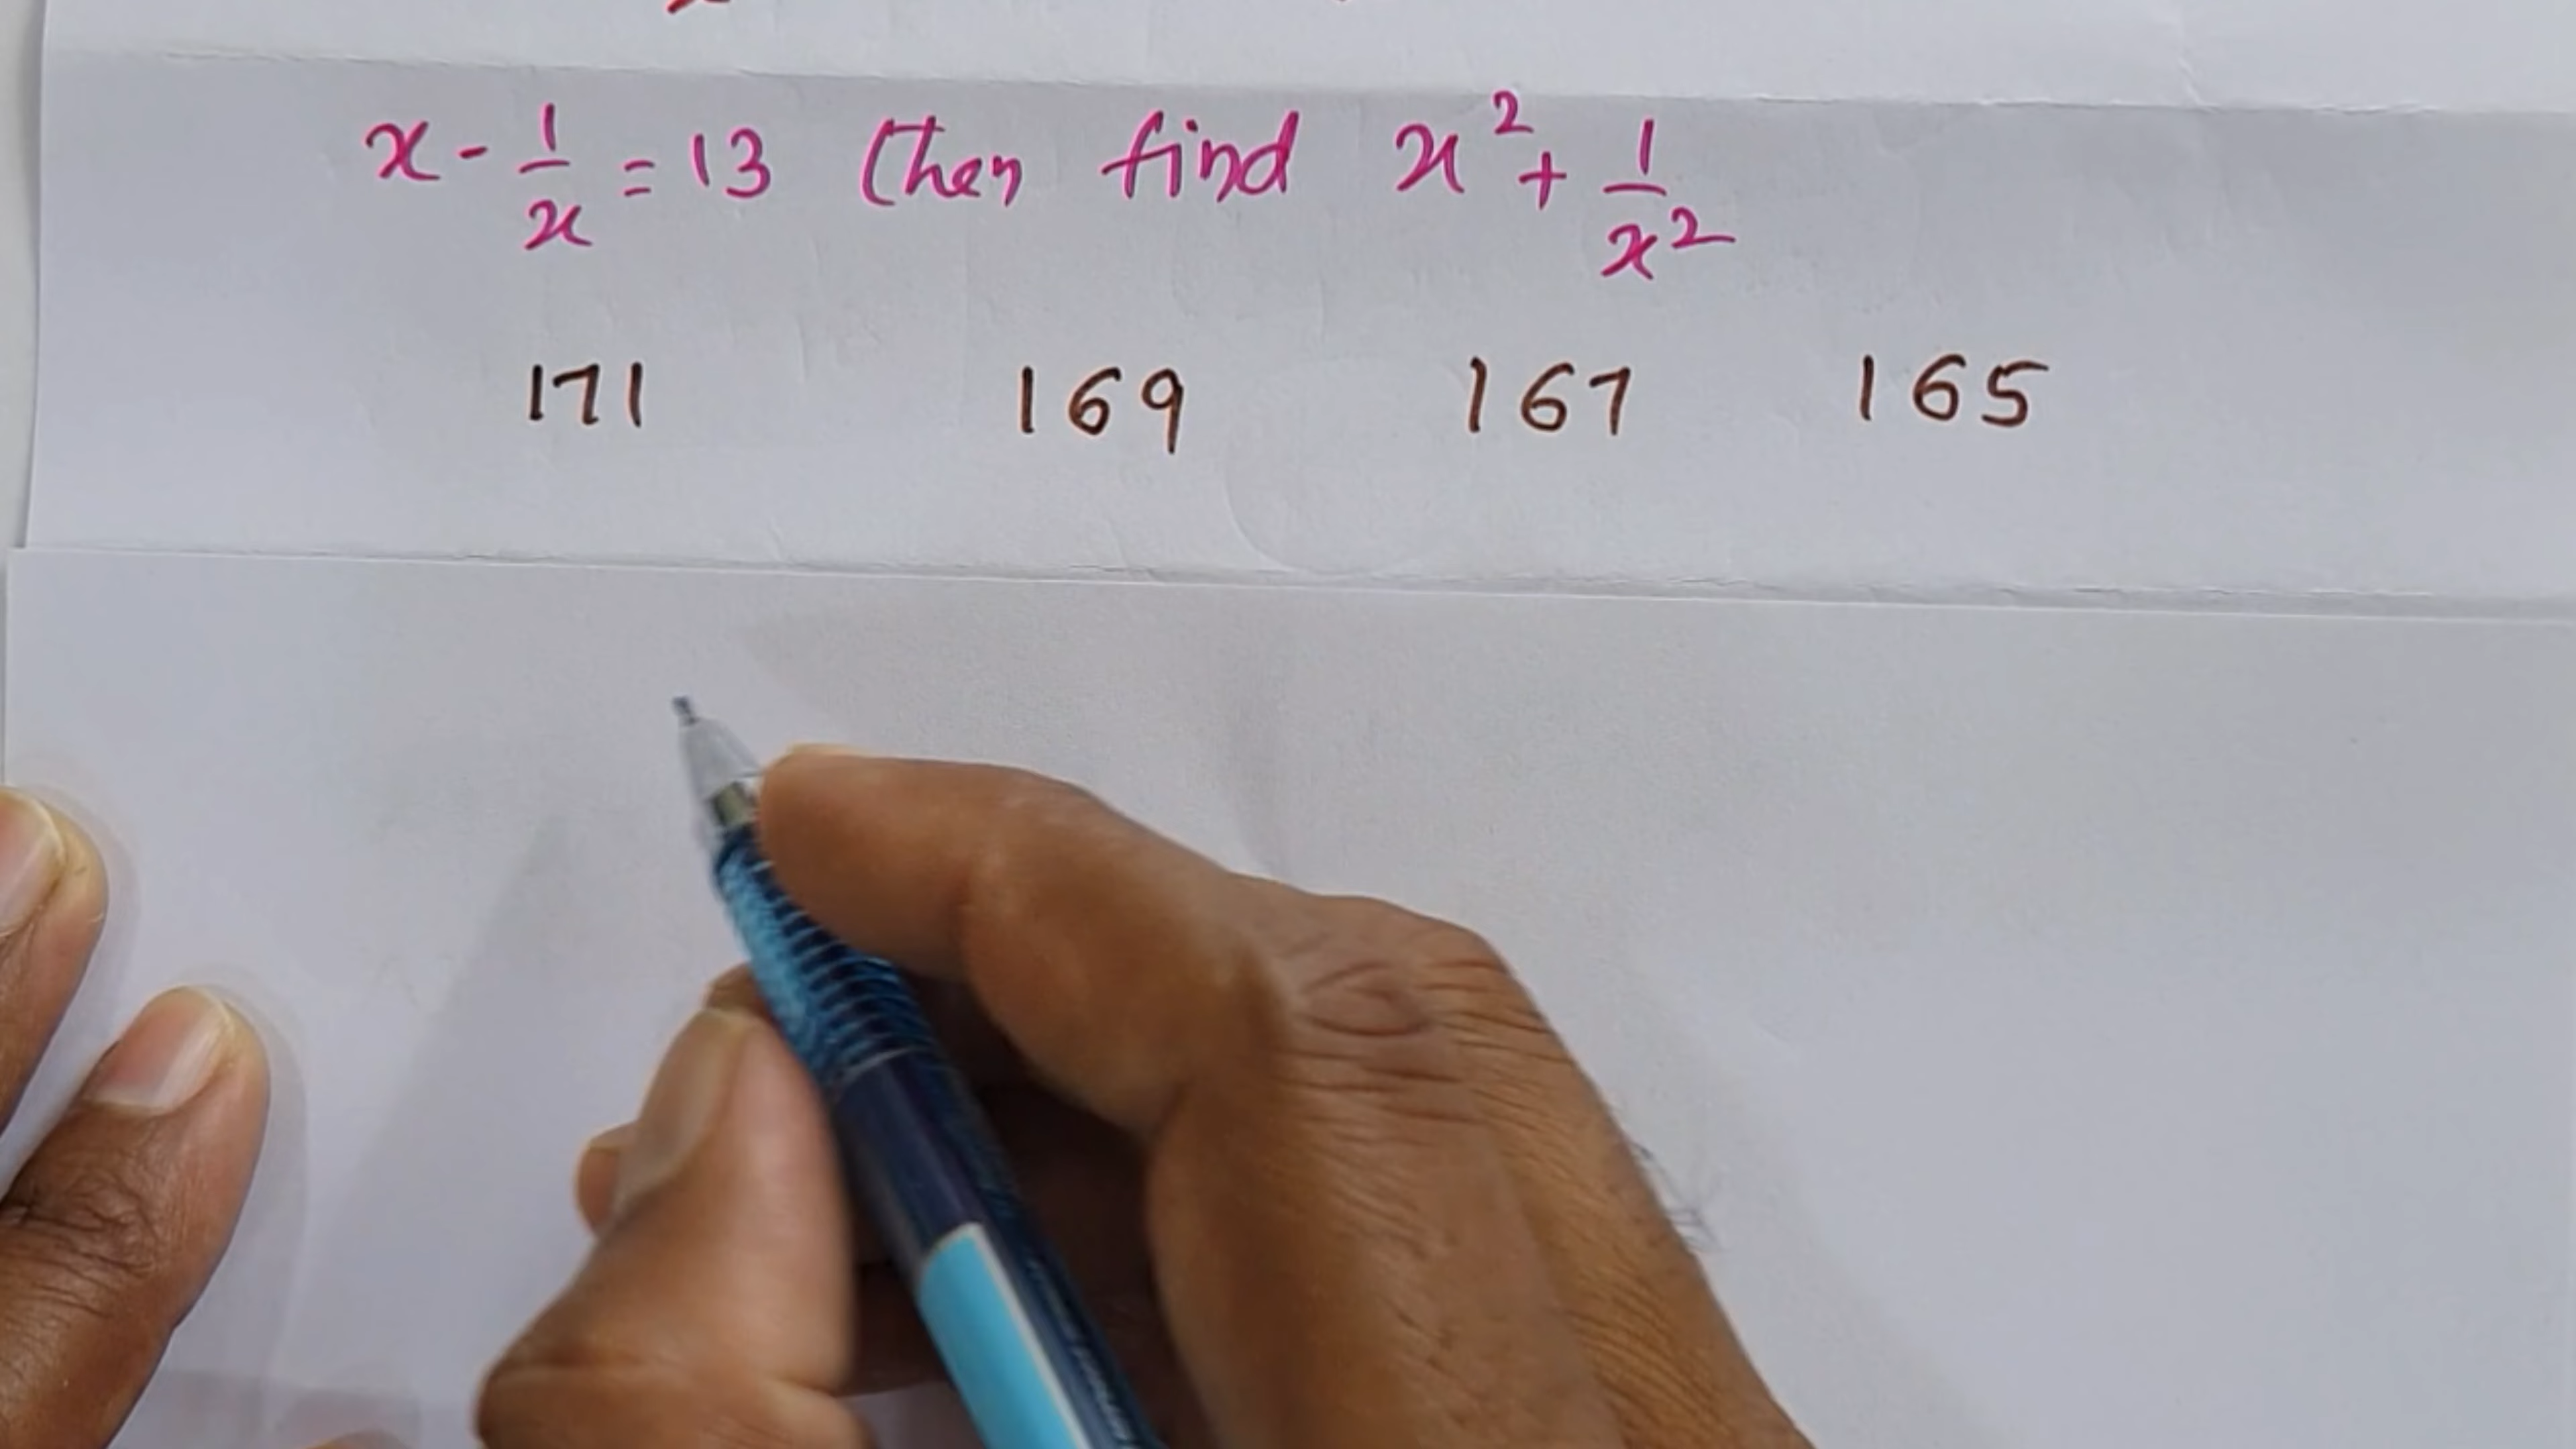 x - 1/x = 13 then find x² + 1/x²
171 169 167 165